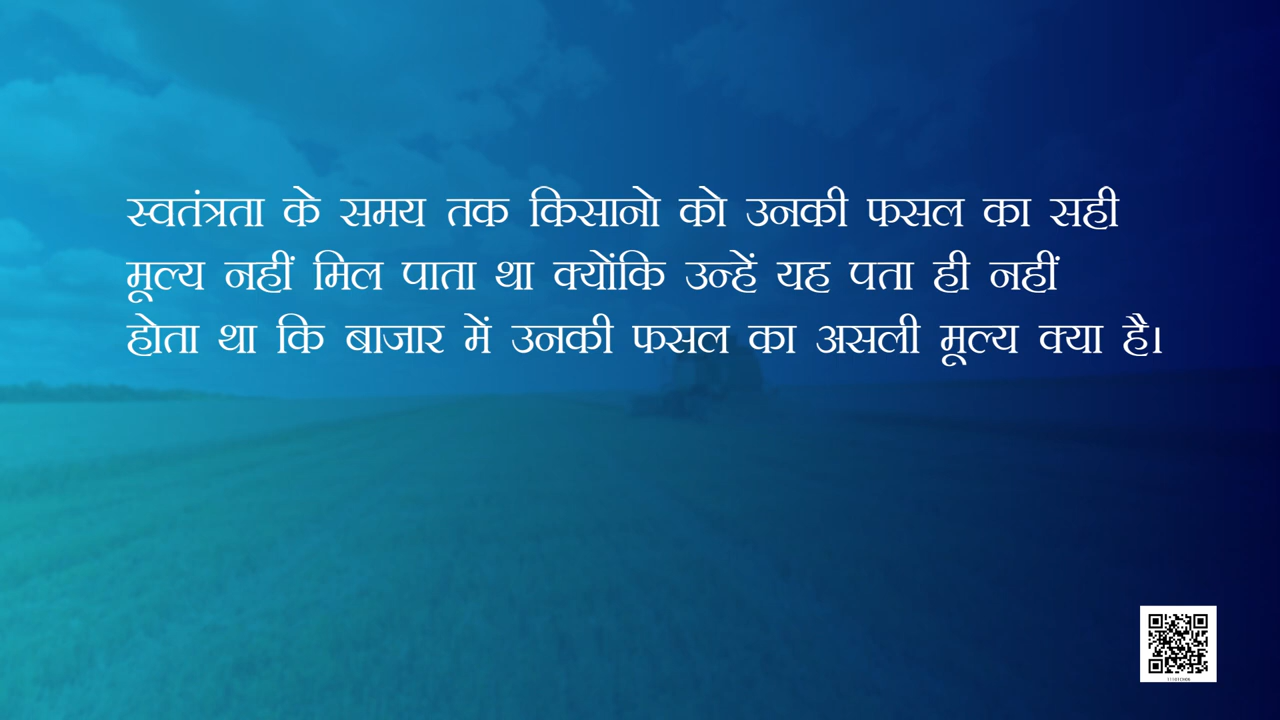 स्वतंत्रता के समय तक किसानो को उनकी फसल का सही
मूल्य नहीं मिल पाता था क्योंकि उन्हें यह पता ही नहीं
होता था कि बाजार में उनकी फसल का असली मूल्य क्या है।